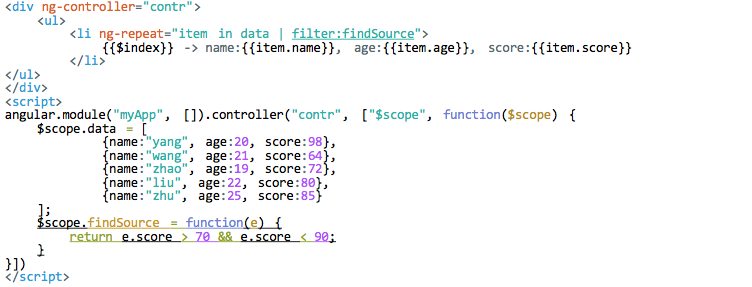 <div ng-controller="contr">
    <ul>
        <li ng-repeat="item in data | filter:findSource">
            {{$index}} -> name:{{item.name}}, age:{{item.age}}, score:{{item.score}}
        </li>
</ul>
</div>
<script>
angular.module("myApp", []).controller("contr", ["$scope", function($scope) {
    $scope.data = [
            {name:"yang", age:20, score:98},
            {name:"wang", age:21, score:64},
            {name:"zhao", age:19, score:72},
            {name:"liu", age:22, score:80},
            {name:"zhu", age:25, score:85}
    ];
    $scope.findSource = function(e) {
        return e.score > 70 && e.score < 90;
    }
}])
</script>